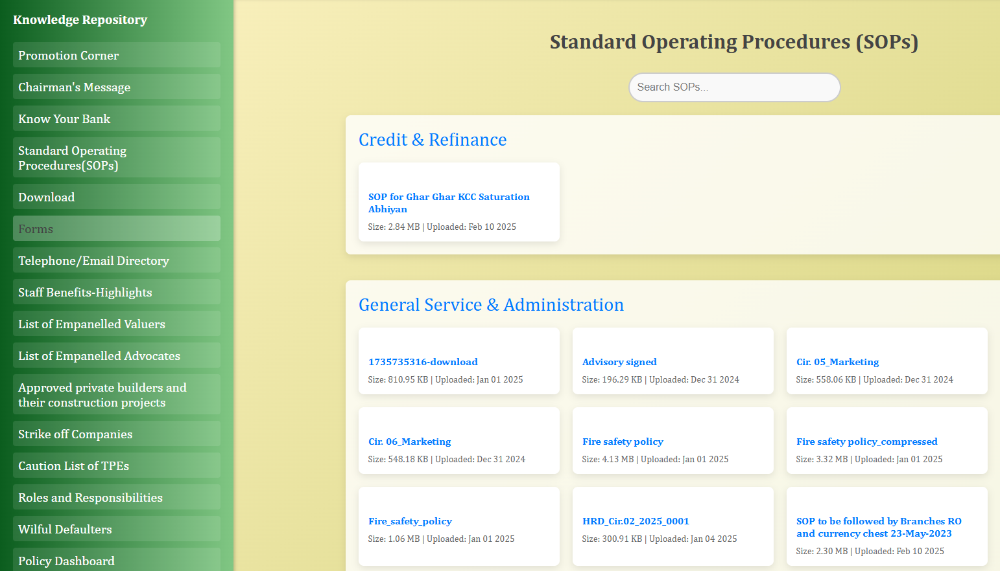 Knowledge Repository
Promotion Corner
Chairman's Message
Know Your Bank
Standard Operating
Procedures(SOPs)
Download
Forms
Telephone/Email Directory
Staff Benefits-Highlights
List of Empanelled Valuers
List of Empanelled Advocates
Approved private builders and
their construction projects
Strike off Companies
Caution List of TPEs
Roles and Responsibilities
Wilful Defaulters
Policy Dashboard
Standard Operating Procedures (SOPs)
Search SOPs...
Credit & Refinance
SOP for Ghar Ghar KCC Saturation
Abhiyan
Size: 2.84 MB | Uploaded: Feb 10 2025
General Service & Administration
1735735316-download
Size: 810.95 KB | Uploaded: Jan 01 2025
Advisory signed
Size: 196.29 KB | Uploaded: Dec 31 2024
Cir. 05_Marketing
Size: 558.06 KB | Uploaded: Dec 31 2024
Cir. 06_Marketing
Size: 548.18 KB | Uploaded: Dec 31 2024
Fire safety policy
Size: 4.13 MB | Uploaded: Jan 01 2025
Fire safety policy_compressed
Size: 3.32 MB | Uploaded: Jan 01 2025
Fire_safety_policy
Size: 1.06 MB | Uploaded: Jan 01 2025
HRD_Cir.02_2025_0001
Size: 300.91 KB | Uploaded: Jan 04 2025
SOP to be followed by Branches RO
and currency chest 23-May-2023
Size: 2.30 MB | Uploaded: Feb 10 2025